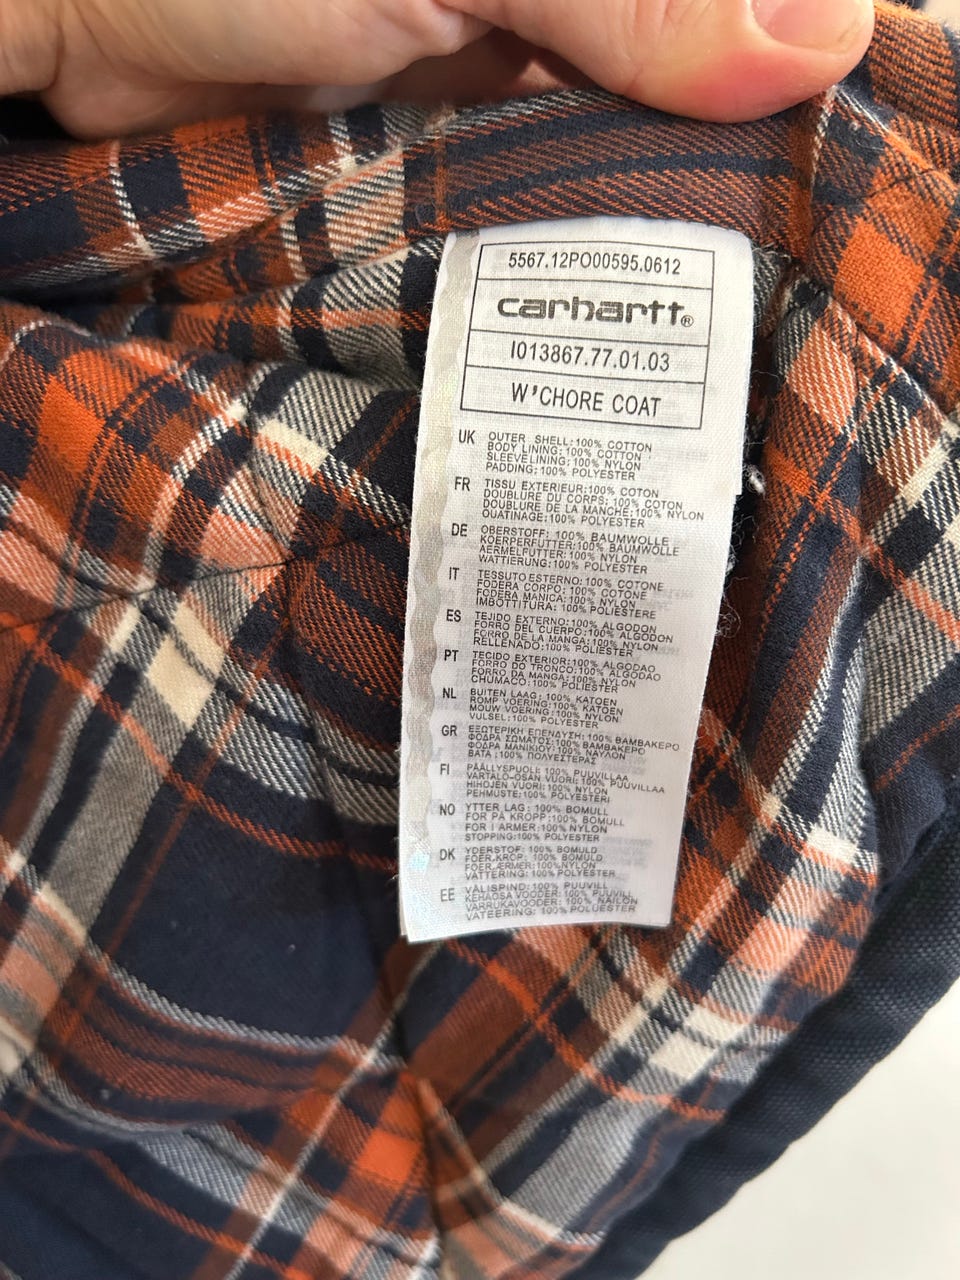 5567.12PO00595.0612
carhartt®
I013867.77.01.03
W'CHORE COAT
UK OUTER SHELL:100% COTTON
BODY LINING:100% COTTON
SLEEVE LINING:100% NYLON
PADDING:100% POLYESTER
FR TISSU EXTERIEUR:100% COTON
DOUBLURE DU CORPS:100% COTON
DOUBLURE DE LA MANCHE:100% NYLON
OUATINAGE:100% POLYESTER
DE OBERSTOFF: 100% BAUMWOLLE
KOERPERFUTTER:100% BAUMWOLLE
AERMELFUTTER:100% NYLON
WATTIERUNG:100% POLYESTER
IT TESSUTO ESTERNO:100% COTONE
FODERA CORPO:100% COTONE
FODERA MANICA:100% NYLON
IMBOTTITURA: 100% POLIESTERE
ES TEJIDO EXTERNO:100% ALGODON
FORRO DEL CUERPO:100% ALGODON
FORRO DE LA MANGA:100% NYLON
RELLENADO:100% POLIESTER
PT TECIDO EXTERIOR:100% ALGODAO
FORRO DO TRONCO:100% ALGODAO
FORRO DA MANGA:100% NYLON
CHUMACO:100% POLIESTER
NL BUITEN LAAG:100% KATOEN
ROMP VOERING:100% KATOEN
MOUW VOERING:100% NYLON
VULSEL:100% POLYESTER
GR ΕΞΩΤΕΡΙΚΗ ΕΠΕΝΔΥΣΗ:100% ΒΑΜΒΑΚΕΡΟ
ΦΟΔΡΑ ΣΩΜΑΤΟΣ:100% ΒΑΜΒΑΚΕΡΟ
ΦΟΔΡΑ ΜΑΝΙΚΙΟΥ:100% ΝΑΥΛΟΝ
ΒΑΤΑ:100% ΠΟΛΥΕΣΤΕΡΑΣ
FI PÄÄLLYSPUOLI:100% PUUVILLAA
VARTALO-OSAN VUORI:100% PUUVILLAA
HIHOJEN VUORI:100% NYLON
PEHMUSTE:100% POLYESTERI
NO YTTER LAG:100% BOMULL
FOR PÅ KROPP:100% BOMULL
FOR I ARMER:100% NYLON
STOPPING:100% POLYESTER
DK YDERSTOF:100% BOMULD
FOER,KROP:100% BOMULD
FOER,ÆRMER:100%NYLON
VATTERING:100% POLYESTER
EE VÄLISPIND:100% PUUVILL
KEHAOSA VOODER:100% PUUVILL
VARRUKAVOODER:100% NAILON
VATEERING:100% POLUESTER